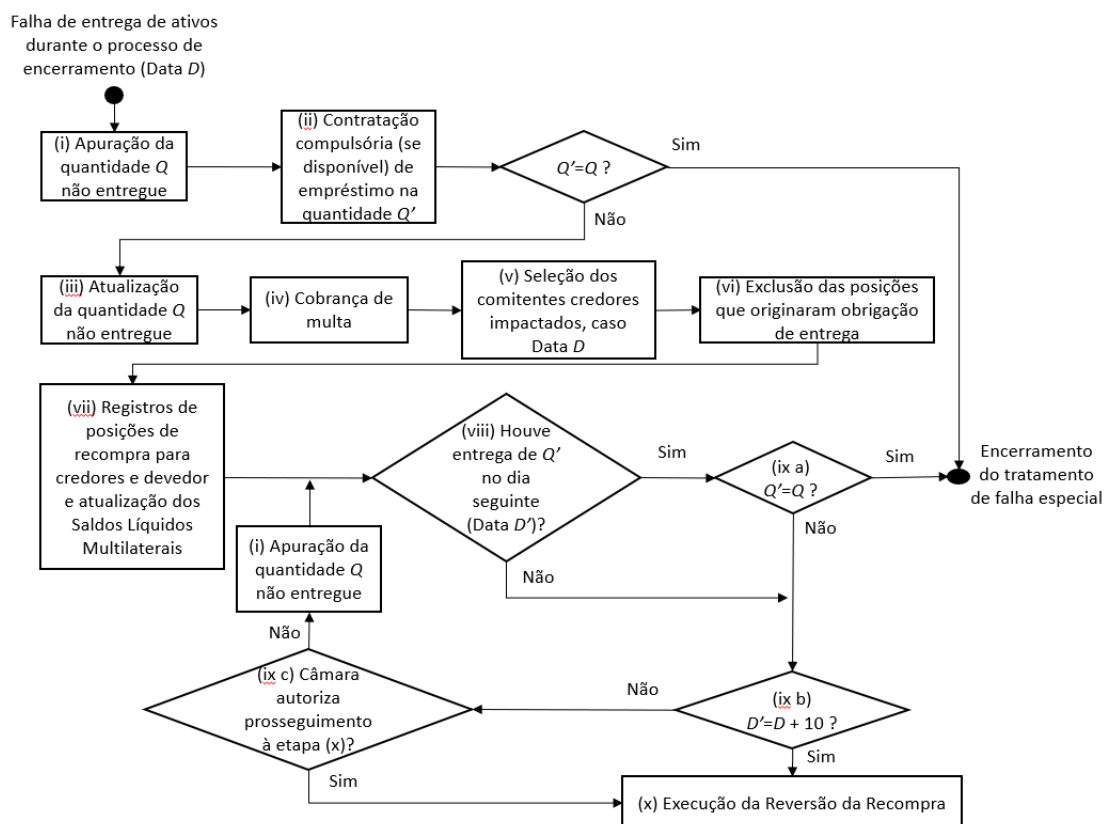 Falha de entrega de ativos
durante o processo de
encerramento (Data D)
(i) Apuração da
quantidade Q
não entregue
(ii) Contratação
compulsória (se
disponível) de
empréstimo na
quantidade Q’
Q’=Q ?
Sim
Não
(iii) Atualização
da quantidade Q
não entregue
(iv) Cobrança de
multa
(v) Seleção dos
comitentes credores
impactados, caso
Data D
(vi) Exclusão das posições
que originaram obrigação
de entrega
(vii) Registros de
posições de
recompra para
credores e devedor
e atualização dos
Saldos Líquidos
Multilaterais
(viii) Houve
entrega de Q’
no dia
seguinte
(Data D’)?
Sim
Não
(ix a)
Q’=Q ?
Sim
Não
Encerramento
do tratamento
de falha especial
(i) Apuração da
quantidade Q
não entregue
Não
(ix c) Câmara
autoriza
prosseguimento
à etapa (x)?
Sim
Não
(ix b)
D’=D + 10 ?
Sim
(x) Execução da Reversão da Recompra